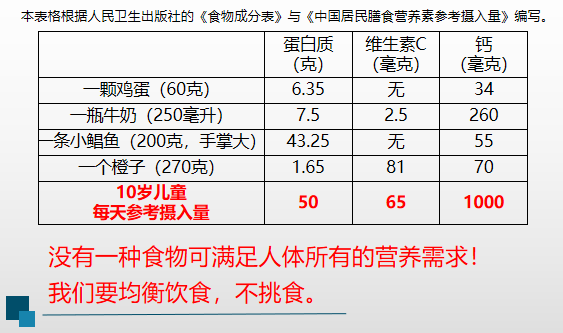 本表格根据人民卫生出版社的《食物成分表》与《中国居民膳食营养素参考摄入量》编写。
蛋白质 维生素C 钙
（克） （毫克） （毫克）
一颗鸡蛋（60克） 6.35 无 34
一瓶牛奶（250毫升） 7.5 2.5 260
一条小鲳鱼（200克，手掌大） 43.25 无 55
一个橙子（270克） 1.65 81 70
10岁儿童
每天参考摄入量 50 65 1000
没有一种食物可满足人体所有的营养需求！
我们要均衡饮食，不挑食。